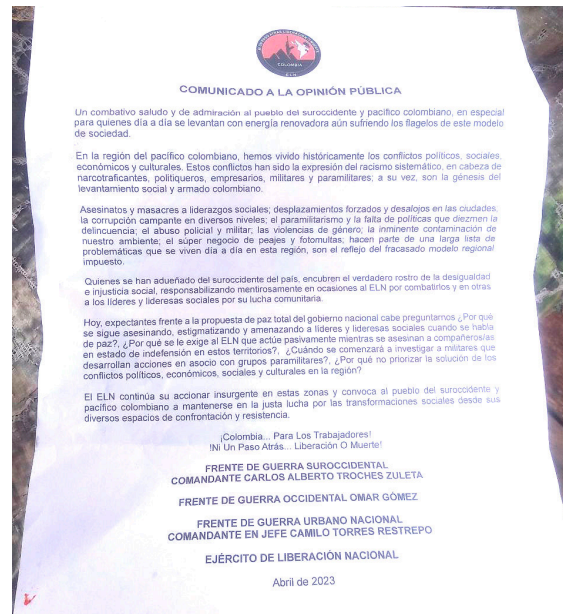 COLOMBIA
E.L.N
COMUNICADO A LA OPINIÓN PÚBLICA
Un combativo saludo y de admiración al pueblo del suroccidente y pacífico colombiano, en especial
para quienes día a día se levantan con energía renovadora aún sufriendo los flagelos de este modelo
de sociedad.
En la región del pacífico colombiano, hemos vivido históricamente los conflictos políticos, sociales,
económicos y culturales. Estos conflictos han sido la expresión del racismo sistemático, en cabeza de
narcotraficantes, politiqueros, empresarios, militares y paramilitares; a su vez, son la génesis del
levantamiento social y armado colombiano.
Asesinatos y masacres a liderazgos sociales; desplazamientos forzados y desalojos en las ciudades;
la corrupción campante en diversos niveles; el paramilitarismo y la falta de políticas que diezmen la
delincuencia; el abuso policial y militar; las violencias de género; la inminente contaminación de
nuestro ambiente; el súper negocio de peajes y fotomultas; hacen parte de una larga lista de
problemáticas que se viven día a día en esta región, son el reflejo del fracasado modelo regional
impuesto.
Quienes se han adueñado del suroccidente del país, encubren el verdadero rostro de la desigualdad
e injusticia social, responsabilizando mentirosamente en ocasiones al ELN por combatirlos y en otras
a los líderes y lideresas sociales por su lucha comunitaria.
Hoy, expectantes frente a la propuesta de paz total del gobierno nacional cabe preguntarnos ¿Por qué
se sigue asesinando, estigmatizando y amenazando a líderes y lideresas sociales cuando se habla
de paz?, ¿Por qué se le exige al ELN que actúe pasivamente mientras se asesinan a compañeros/as
en estado de indefensión en estos territorios?, ¿Cuándo se comenzará a investigar a militares que
desarrollan acciones en asocio con grupos paramilitares?, ¿Por qué no priorizar la solución de los
conflictos políticos, económicos, sociales y culturales en la región?
El ELN continúa su accionar insurgente en estas zonas y convoca al pueblo del suroccidente y
pacífico colombiano a mantenerse en la justa lucha por las transformaciones sociales desde sus
diversos espacios de confrontación y resistencia.
¡Colombia... Para Los Trabajadores!
!Ni Un Paso Atrás... Liberación O Muerte!
FRENTE DE GUERRA SUROCCIDENTAL
COMANDANTE CARLOS ALBERTO TROCHES ZULETA
FRENTE DE GUERRA OCCIDENTAL OMAR GÓMEZ
FRENTE DE GUERRA URBANO NACIONAL
COMANDANTE EN JEFE CAMILO TORRES RESTREPO
EJÉRCITO DE LIBERACIÓN NACIONAL
Abril de 2023